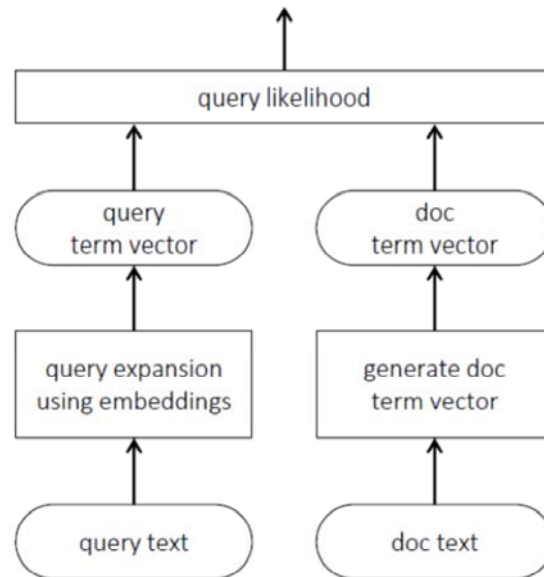 query likelihood
query
term vector
doc
term vector
query expansion
using embeddings
generate doc
term vector
query text
doc text